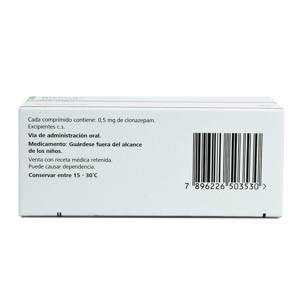 Cada comprimido contiene: 0,5 mg de clonazepam.
Excipientes c.s.
Vía de administración oral.
Medicamento: Guárdese fuera del alcance
de los niños.
Venta con receta médica retenida.
Puede causar dependencia.
Conservar entre 15 - 30°C
7 896226 503530